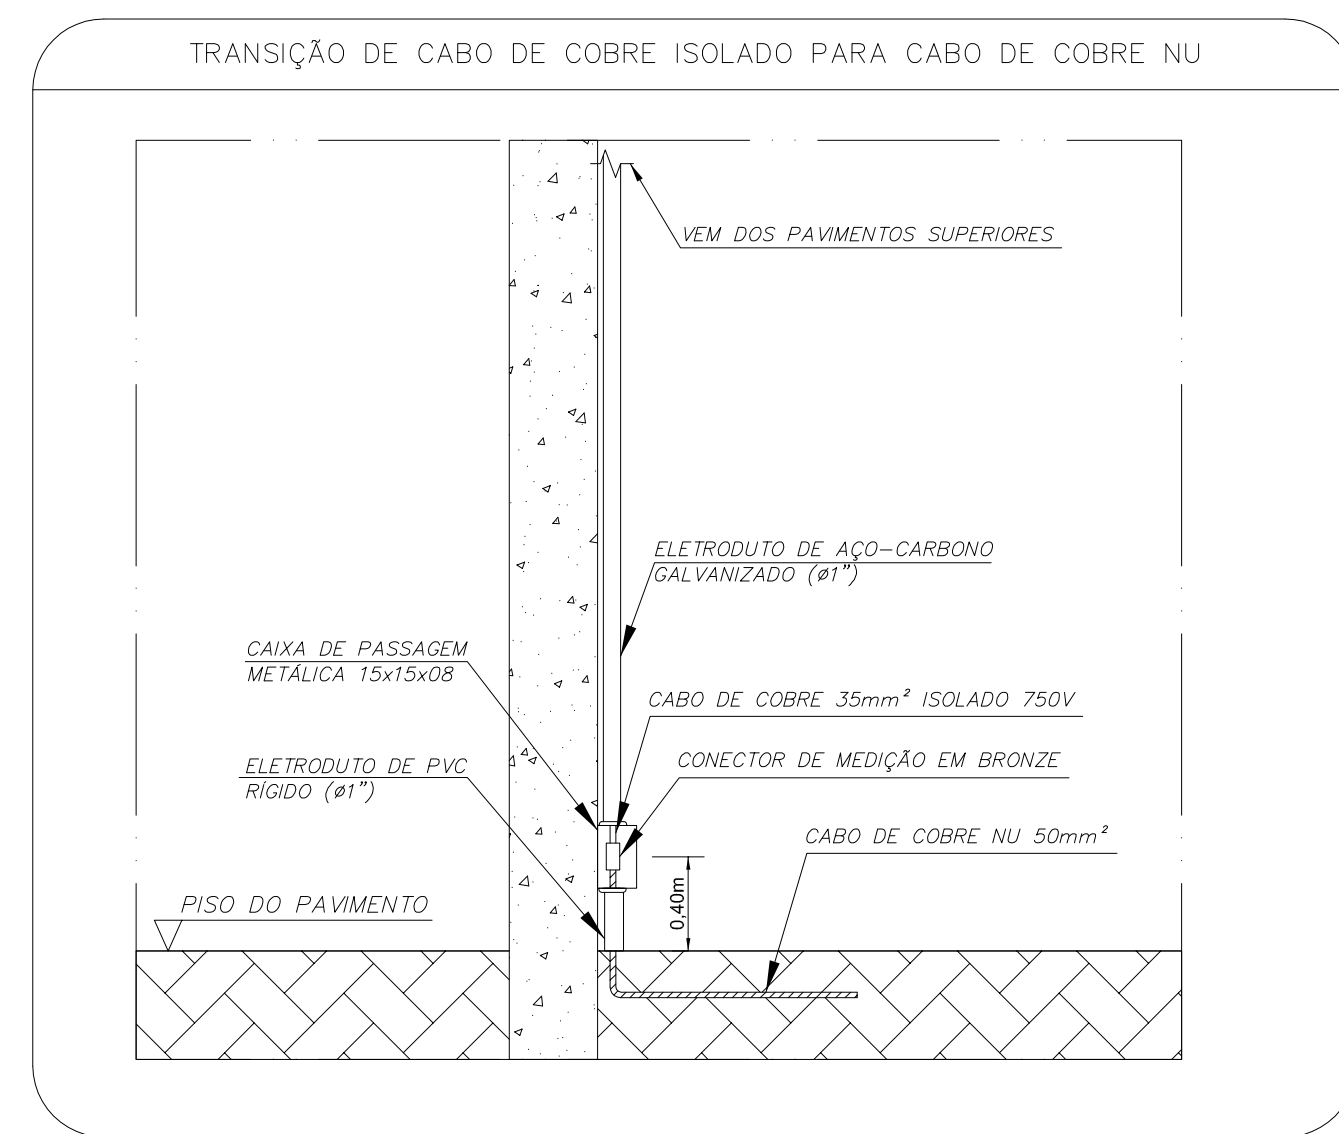 TRANSIÇÃO DE CABO DE COBRE ISOLADO PARA CABO DE COBRE NU
VEM DOS PAVIMENTOS SUPERIORES
ELETRODUTO DE AÇO-CARBONO
GALVANIZADO (ø1")
CAIXA DE PASSAGEM
METÁLICA 15x15x08
CABO DE COBRE 35mm² ISOLADO 750V
ELETRODUTO DE PVC
RÍGIDO (ø1")
CONECTOR DE MEDIÇÃO EM BRONZE
CABO DE COBRE NU 50mm²
0,40m
PISO DO PAVIMENTO